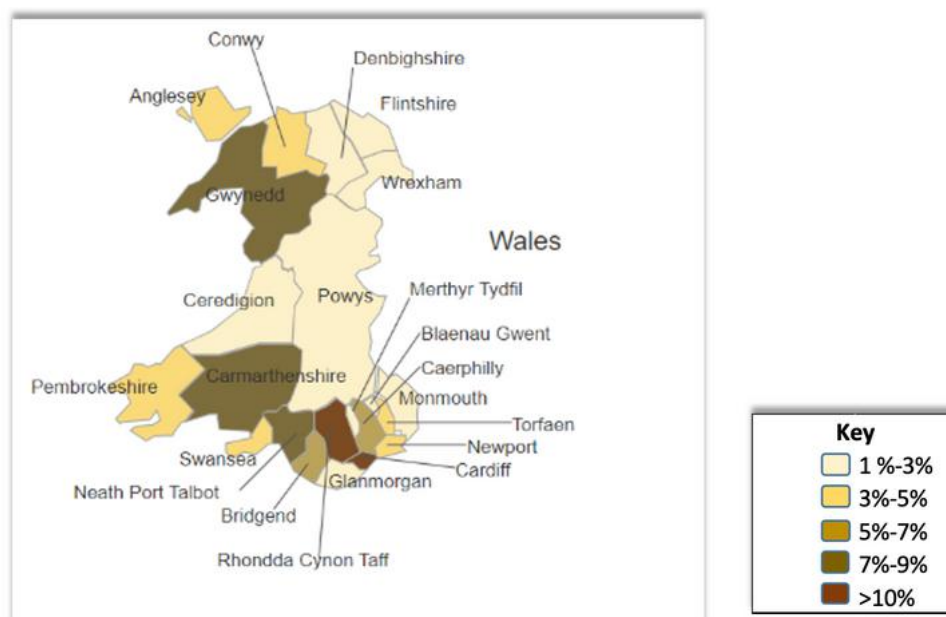 Conwy
Denbighshire
Anglesey
Flintshire
Gwynedd
Wrexham
Wales
Ceredigion
Powys
Merthyr Tydfil
Blaenau Gwent
Caerphilly
Pembrokeshire
Carmarthenshire
Monmouth
Torfaen
Newport
Swansea
Cardiff
Glanmorgan
Neath Port Talbot
Bridgend
Rhondda Cynon Taff
Key
1 %-3%
3%-5%
5%-7%
7%-9%
>10%